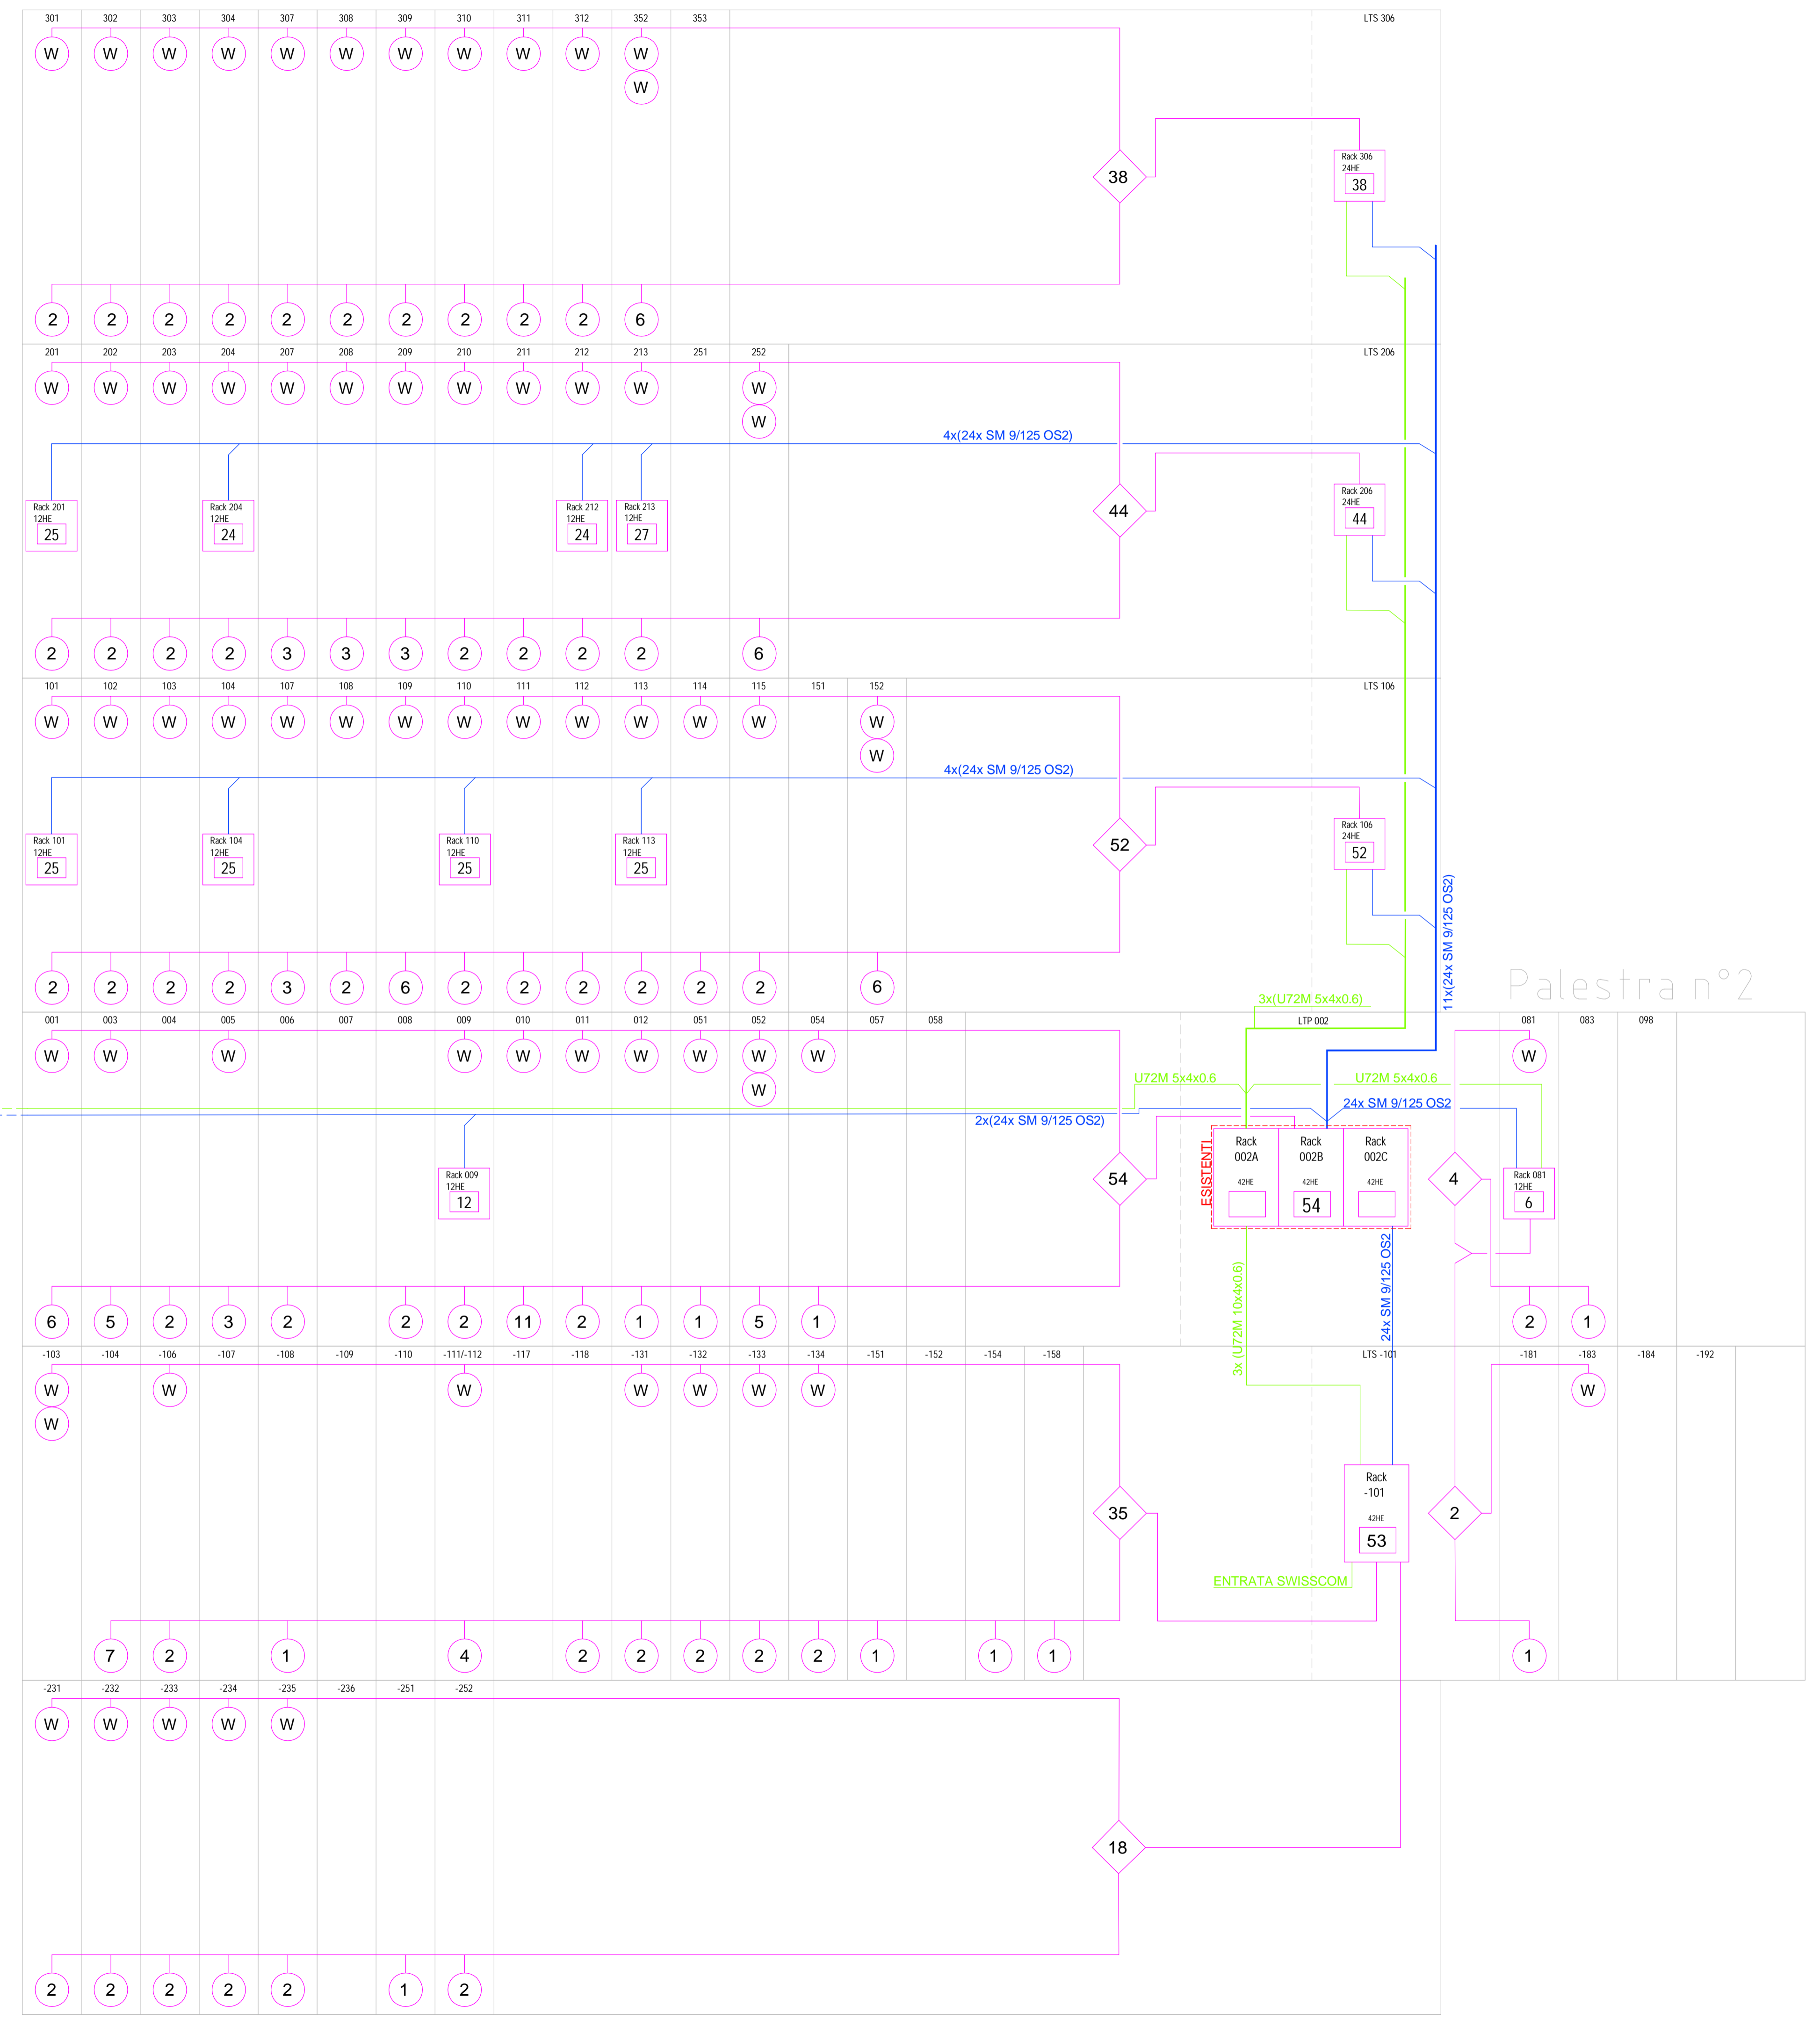 301 302 303 304 307 308 309 310 311 312 352 353 LTS 306
W W W W W W W W W W W
W
Rack 306
24HE
38
38
2 2 2 2 2 2 2 2 2 2 6
201 202 203 204 207 208 209 210 211 212 213 251 252 LTS 206
W W W W W W W W W W W W
W
4x(24x SM 9/125 OS2)
Rack 201
12HE
25
Rack 204
12HE
24
Rack 212
12HE
24
Rack 213
12HE
27
44
Rack 206
24HE
44
2 2 2 2 3 3 3 2 2 2 2 6
101 102 103 104 107 108 109 110 111 112 113 114 115 151 152 LTS 106
W W W W W W W W W W W W W W
W
4x(24x SM 9/125 OS2)
Rack 101
12HE
25
Rack 104
12HE
25
Rack 110
12HE
25
Rack 113
12HE
25
52
Rack 106
24HE
52
11x(24x SM 9/125 OS2)
2 2 2 2 3 2 6 2 2 2 2 2 2 6
Palestra n°2
3x(U72M 5x4x0.6)
001 003 004 005 006 007 008 009 010 011 012 051 052 054 057 058 LTP 002 081 083 098
W W W W W W W W W W W
W
U72M 5x4x0.6
U72M 5x4x0.6
24x SM 9/125 OS2
2x(24x SM 9/125 OS2)
Rack 009
12HE
12
54
ESISTENTI
Rack
002A
42HE
Rack
002B
42HE
54
Rack
002C
42HE
4
Rack 081
12HE
6
3x (U72M 10x4x0.6)
24x SM 9/125 OS2
6 5 2 3 2 2 2 11 2 1 1 5 1 2 1
-103 -104 -106 -107 -108 -109 -110 -111/-112 -117 -118 -131 -132 -133 -134 -151 -152 -154 -158 LTS -101 -181 -183 -184 -192
W W W W W W W W
W
35
Rack
-101
42HE
53
2
ENTRATA SWISSCOM
7 2 1 4 2 2 2 2 2 1 1 1 1
-231 -232 -233 -234 -235 -236 -251 -252
W W W W W
18
2 2 2 2 2 1 2